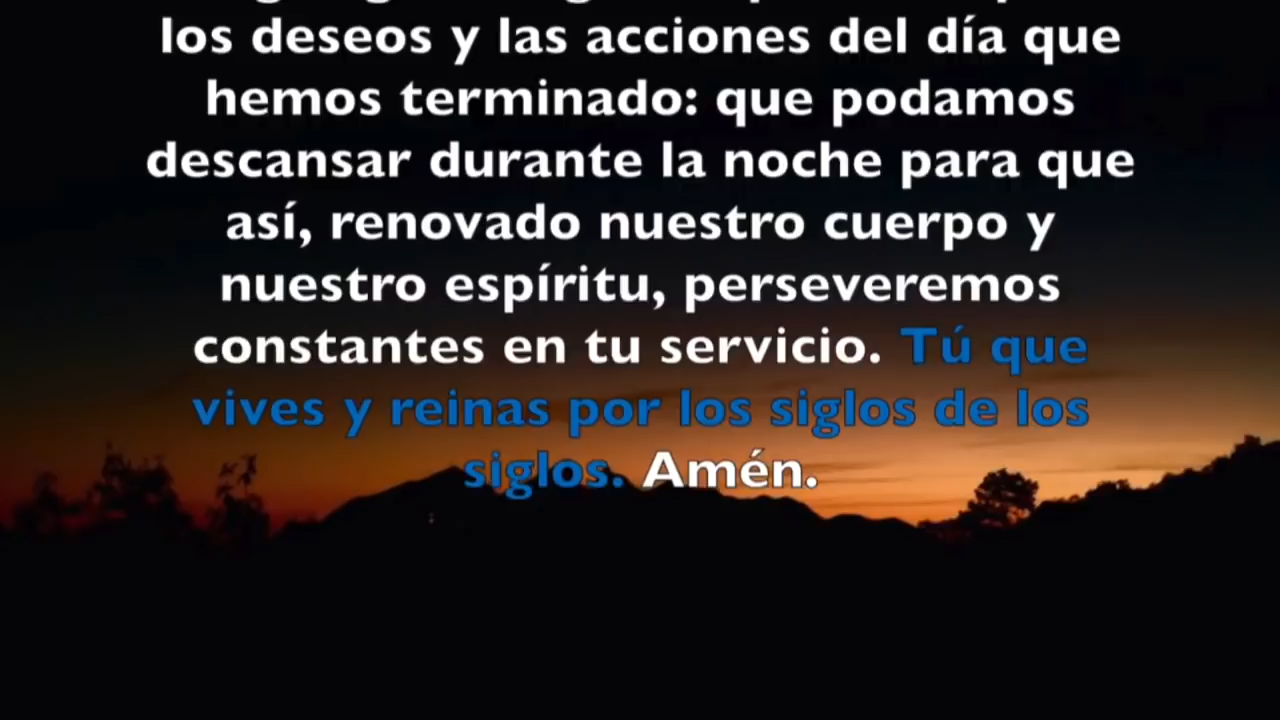 los deseos y las acciones del día que
hemos terminado: que podamos
descansar durante la noche para que
así, renovado nuestro cuerpo y
nuestro espíritu, perseveremos
constantes en tu servicio. Tú que
vives y reinas por los siglos de los
siglos. Amén.